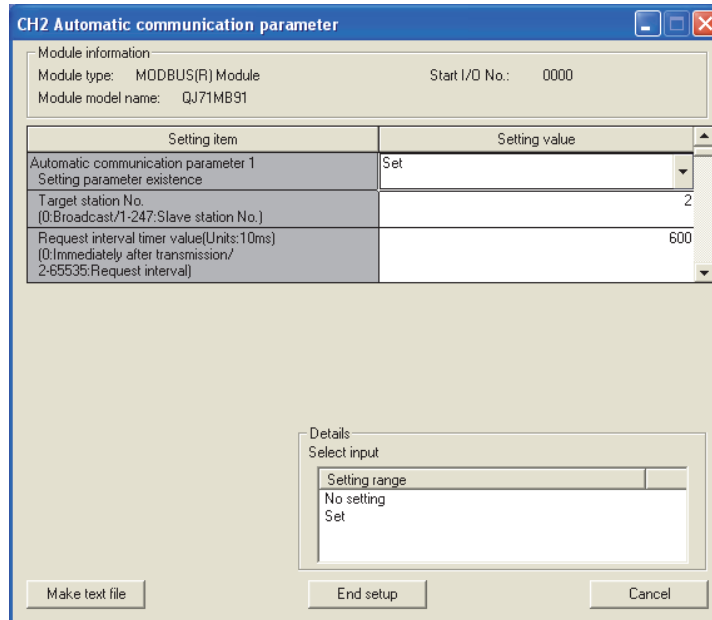 CH2 Automatic communication parameter
Module information
Module type: MODBUS(R) Module Start I/O No.: 0000
Module model name: QJ71MB91
Setting item Setting value
Automatic communication parameter 1 Set
Setting parameter existence
Target station No. 2
(0:Broadcast/1-247:Slave station No.)
Request interval timer value(Units:10ms) 600
(0:Immediately after transmission/
2-65535:Request interval)
Details
Select input
Setting range
No setting
Set
Make text file End setup Cancel